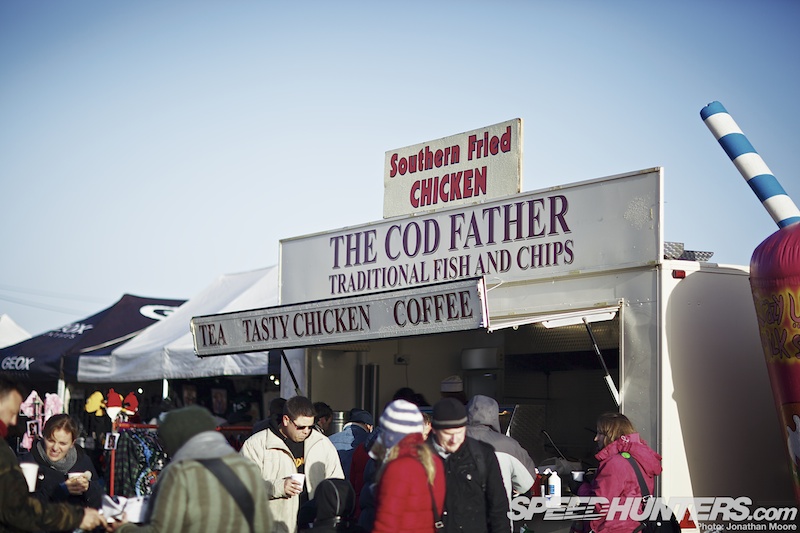 Southern Fried
CHICKEN
THE COD FATHER
TRADITIONAL FISH AND CHIPS
TEA TASTY CHICKEN COFFEE
GEOX
GEOX
SPEEDHUNTERS.com
Photo: Jonathan Moore